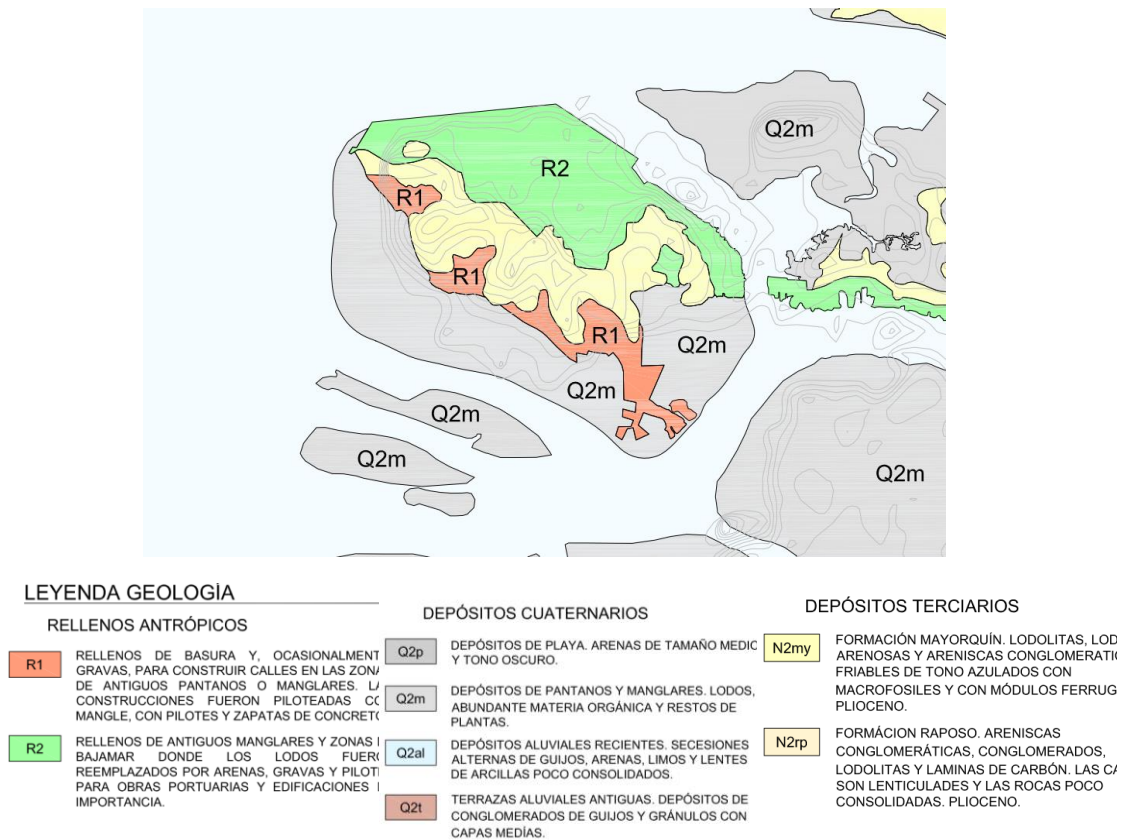 Q2m
R2
R1
R1
R1
Q2m
Q2m
Q2m
Q2m
Q2m
LEYENDA GEOLOGÌA
RELLENOS ANTRÓPICOS
R1
RELLENOS DE BASURA Y, OCASIONALMENT
GRAVAS, PARA CONSTRUIR CALLES EN LAS ZONA
DE ANTIGUOS PANTANOS O MANGLARES. LA
CONSTRUCCIONES FUERON PILOTEADAS CO
MANGLE, CON PILOTES Y ZAPATAS DE CONCRETO
R2
RELLENOS DE ANTIGUOS MANGLARES Y ZONAS
BAJAMAR DONDE LOS LODOS FUERO
REEMPLAZADOS POR ARENAS, GRAVAS Y PILOT
PARA OBRAS PORTUARIAS Y EDIFICACIONES
IMPORTANCIA.
DEPÓSITOS CUATERNARIOS
Q2p
DEPÓSITOS DE PLAYA. ARENAS DE TAMAÑO MEDIO
Y TONO OSCURO.
Q2m
DEPÓSITOS DE PANTANOS Y MANGLARES. LODOS,
ABUNDANTE MATERIA ORGÁNICA Y RESTOS DE
PLANTAS.
Q2al
DEPÓSITOS ALUVIALES RECIENTES. SECESIONES
ALTERNAS DE GUIJOS, ARENAS, LIMOS Y LENTES
DE ARCILLAS POCO CONSOLIDADOS.
Q2t
TERRAZAS ALUVIALES ANTIGUAS. DEPÓSITOS DE
CONGLOMERADOS DE GUIJOS Y GRÁNULOS CON
CAPAS MEDÍAS.
DEPÓSITOS TERCIARIOS
N2my
FORMACIÓN MAYORQUÍN. LODOLITAS, LOD
ARENOSAS Y ARENISCAS CONGLOMERATIC
FRIABLES DE TONO AZULADOS CON
MACROFOSILES Y CON MÓDULOS FERRUG
PLIOCENO.
N2rp
FORMÁCION RAPOSO. ARENISCAS
CONGLOMERÁTICAS, CONGLOMERADOS,
LODOLITAS Y LAMINAS DE CARBÓN. LAS CA
SON LENTICULADES Y LAS ROCAS POCO
CONSOLIDADAS. PLIOCENO.